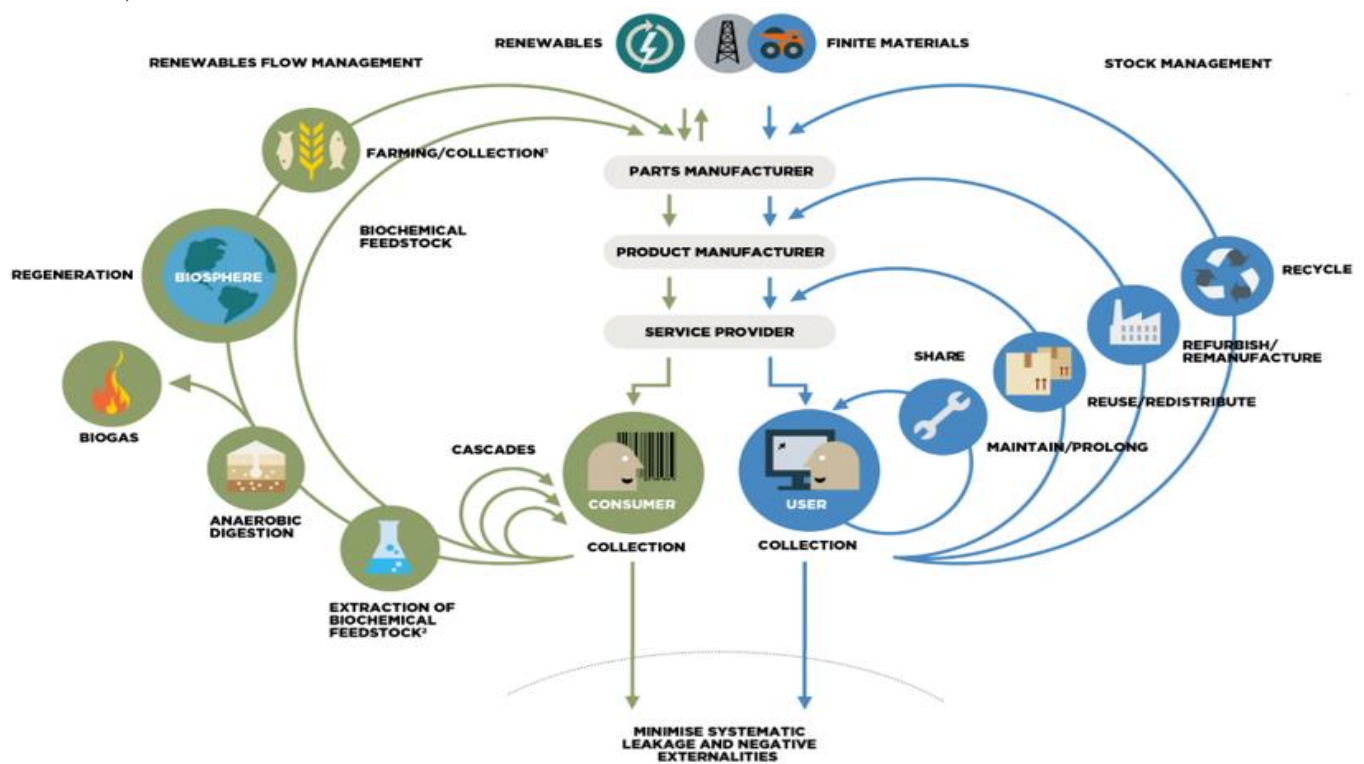 RENEWABLES
FINITE MATERIALS
RENEWABLES FLOW MANAGEMENT
STOCK MANAGEMENT
FARMING/COLLECTION¹
PARTS MANUFACTURER
BIOCHEMICAL
FEEDSTOCK
PRODUCT MANUFACTURER
REGENERATION
BIOSPHERE
RECYCLE
SERVICE PROVIDER
SHARE
REFURBISH/
REMANUFACTURE
REUSE/REDISTRIBUTE
BIOGAS
CASCADES
MAINTAIN/PROLONG
CONSUMER
USER
ANAEROBIC
DIGESTION
COLLECTION
COLLECTION
EXTRACTION OF
BIOCHEMICAL
FEEDSTOCK²
MINIMISE SYSTEMATIC
LEAKAGE AND NEGATIVE
EXTERNALITIES